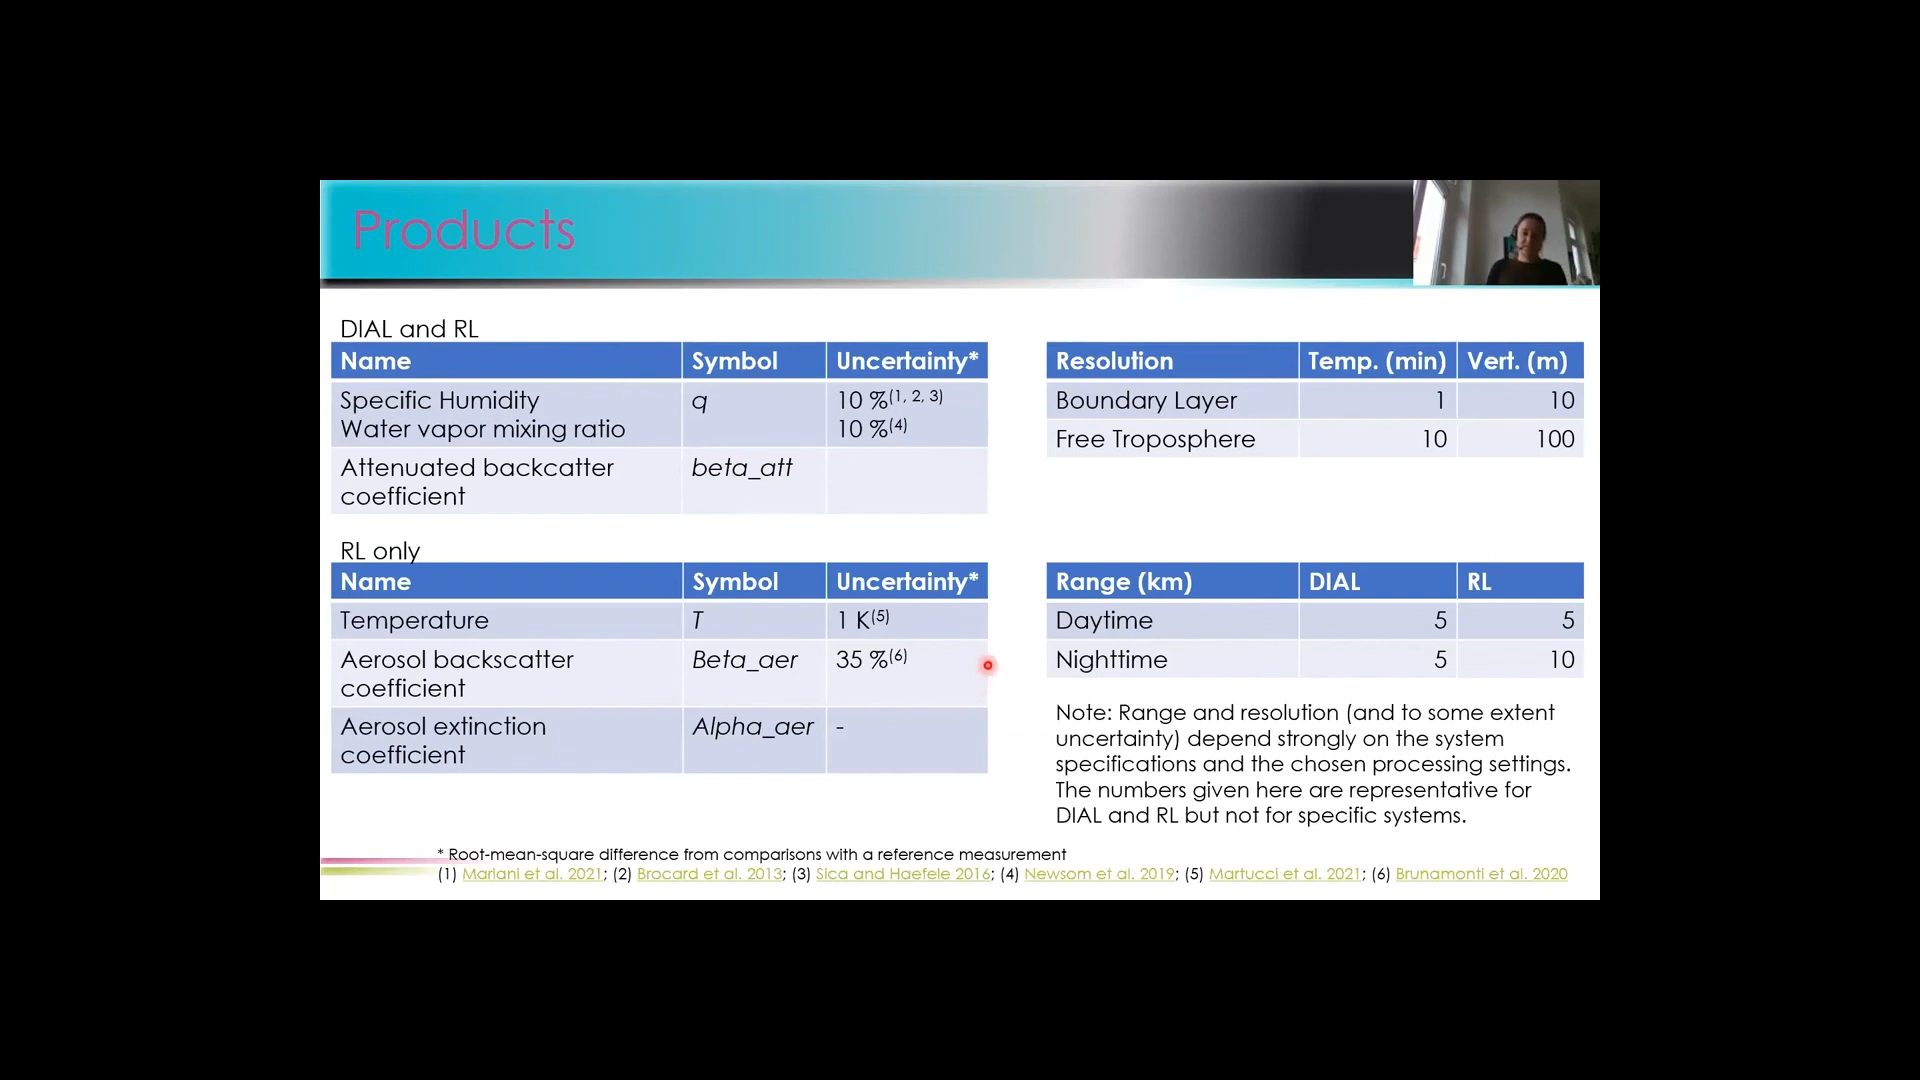 Products
DIAL and RL
Name Symbol Uncertainty*
Specific Humidity q 10 %(1, 2, 3)
Water vapor mixing ratio 10 %(4)
Attenuated backcatter beta_att
coefficient
Resolution Temp. (min) Vert. (m)
Boundary Layer 1 10
Free Troposphere 10 100
RL only
Name Symbol Uncertainty*
Temperature T 1 K(5)
Aerosol backscatter Beta_aer 35 %(6)
coefficient
Aerosol extinction Alpha_aer -
coefficient
Range (km) DIAL RL
Daytime 5 5
Nighttime 5 10
Note: Range and resolution (and to some extent
uncertainty) depend strongly on the system
specifications and the chosen processing settings.
The numbers given here are representative for
DIAL and RL but not for specific systems.
* Root-mean-square difference from comparisons with a reference measurement
(1) Mariani et al. 2021; (2) Brocard et al. 2013; (3) Sica and Haefele 2016; (4) Newsom et al. 2019; (5) Martucci et al. 2021; (6) Brunamonti et al. 2020